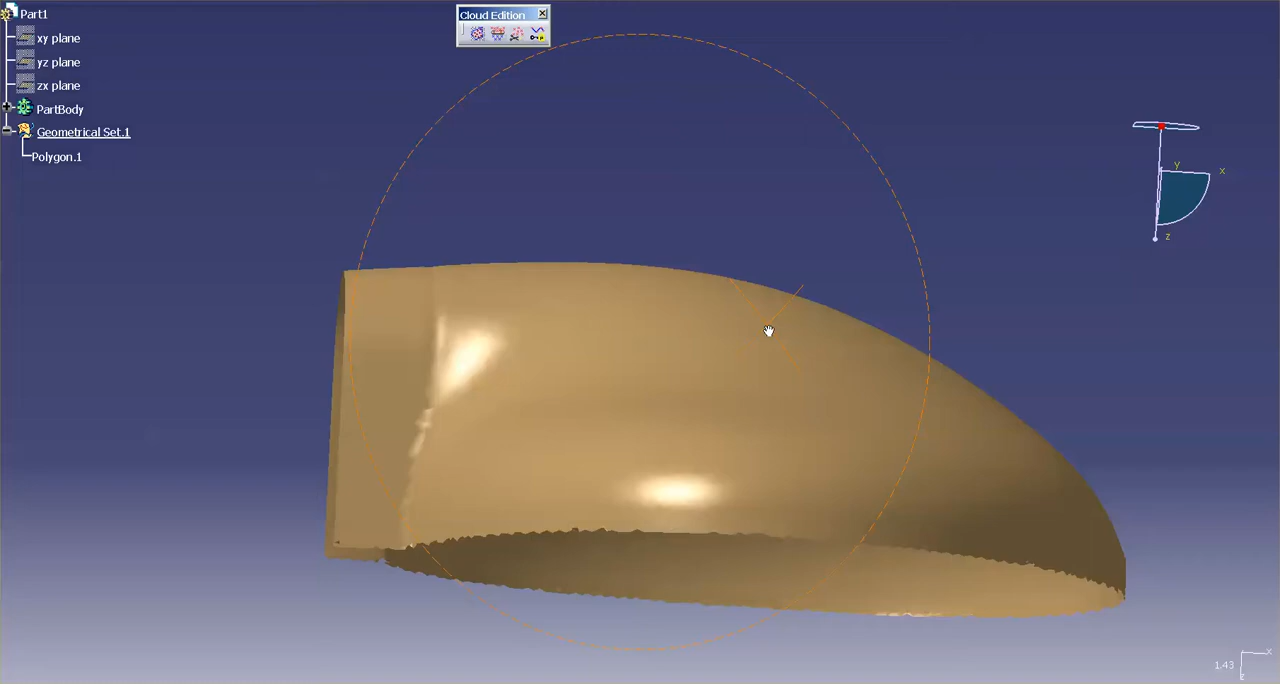 Part1
xy plane
yz plane
zx plane
PartBody
Geometrical Set.1
Polygon.1
Cloud Edition
y
x
z
1.43
x
z